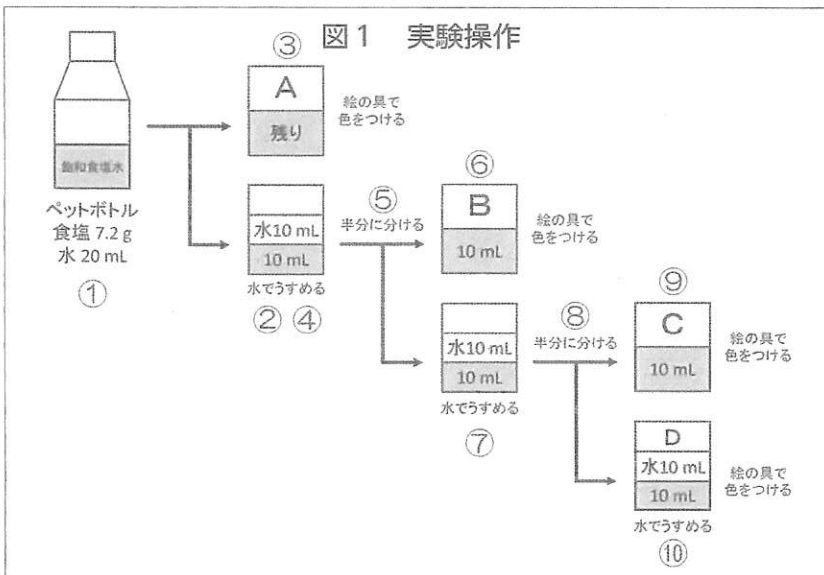 図1 実験操作
飽和食塩水
ペットボトル
食塩 7.2 g
水 20 mL
①
③
A
残り
絵の具で
色をつける
水10 mL
10 mL
水でうすめる
② ④
⑤
半分に分ける
⑥
B
10 mL
絵の具で
色をつける
水10 mL
10 mL
水でうすめる
⑦
⑧
半分に分ける
⑨
C
10 mL
絵の具で
色をつける
D
水10 mL
10 mL
水でうすめる
⑩
絵の具で
色をつける